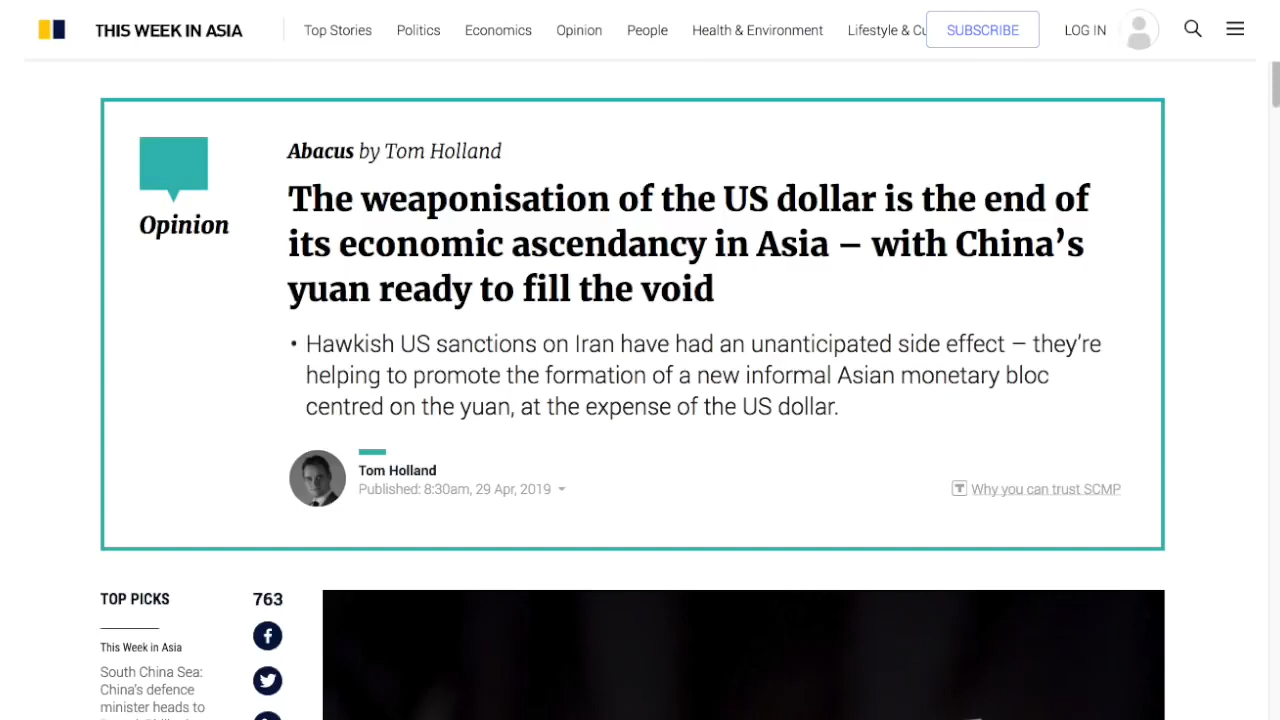 THIS WEEK IN ASIA
Top Stories
Politics
Economics
Opinion
People
Health & Environment
Lifestyle & Cu
SUBSCRIBE
LOG IN
Opinion
Abacus by Tom Holland
The weaponisation of the US dollar is the end of
its economic ascendancy in Asia – with China’s
yuan ready to fill the void
• Hawkish US sanctions on Iran have had an unanticipated side effect – they’re
helping to promote the formation of a new informal Asian monetary bloc
centred on the yuan, at the expense of the US dollar.
Tom Holland
Published: 8:30am, 29 Apr, 2019
Why you can trust SCMP
TOP PICKS
This Week in Asia
South China Sea:
China’s defence
minister heads to
763